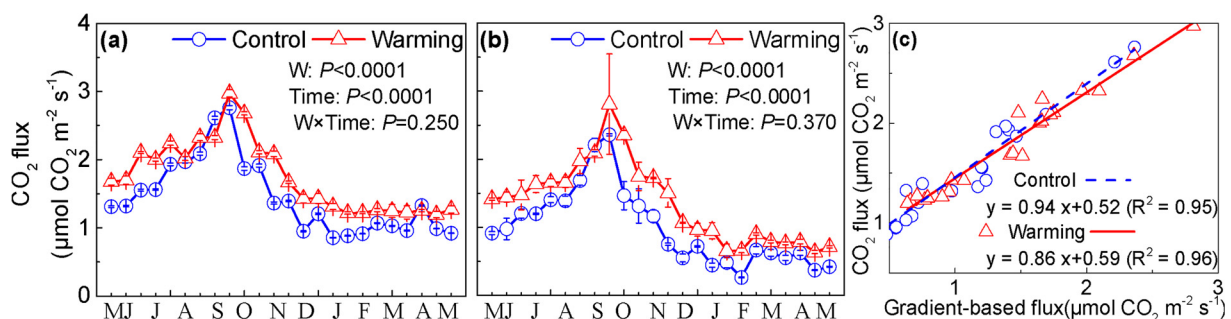 CO2 flux
(μmol CO2 m-2 s-1)
4
3
2
1
0
(a)
Control
Warming
W: P<0.0001
Time: P<0.0001
W×Time: P=0.250
M J J A S O N D J F M A M
(b)
Control
Warming
W: P<0.0001
Time: P<0.0001
W×Time: P=0.370
M J J A S O N D J F M A M
CO2 flux (μmol CO2 m-2 s-1)
3
2
1
(c)
Control
y = 0.94 x+0.52 (R2 = 0.95)
Warming
y = 0.86 x+0.59 (R2 = 0.96)
1 2 3
Gradient-based flux(μmol CO2 m-2 s-1)